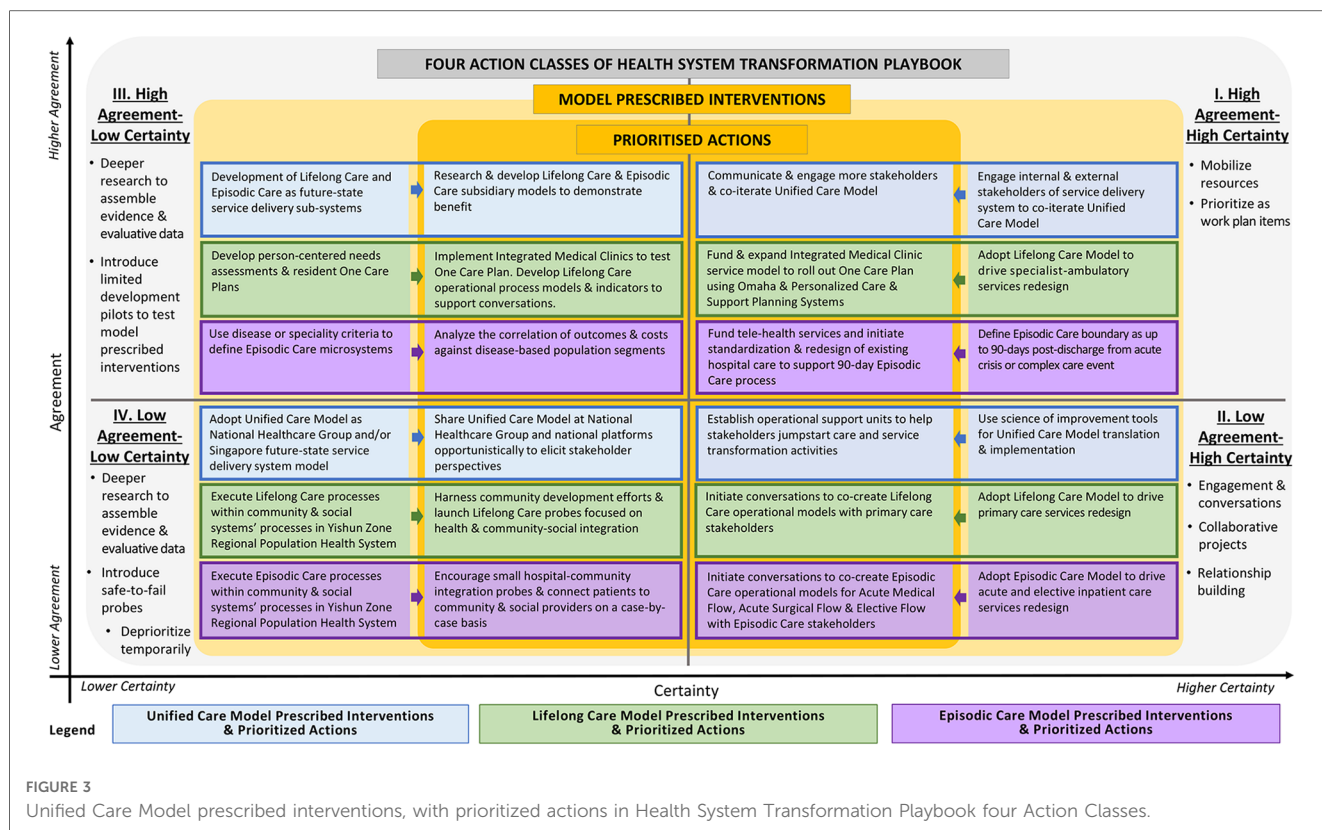 FOUR ACTION CLASSES OF HEALTH SYSTEM TRANSFORMATION PLAYBOOK
MODEL PRESCRIBED INTERVENTIONS
PRIORITISED ACTIONS
Higher Agreement
Agreement
Lower Agreement
III. High
Agreement-
Low Certainty
• Deeper
research to
assemble
evidence &
evaluative data
• Introduce
limited
development
pilots to test
model
prescribed
interventions
Development of Lifelong Care and
Episodic Care as future-state
service delivery sub-systems
Research & develop Lifelong Care & Episodic
Care subsidiary models to demonstrate
benefit
Communicate & engage more stakeholders
& co-iterate Unified Care Model
Engage internal & external
stakeholders of service delivery
system to co-iterate Unified
Care Model
Develop person-centered needs
assessments & resident One Care
Plans
Implement Integrated Medical Clinics to test
One Care Plan. Develop Lifelong Care
operational process models & indicators to
support conversations.
Fund & expand Integrated Medical Clinic
service model to roll out One Care Plan
using Omaha & Personalized Care &
Support Planning Systems
Adopt Lifelong Care Model to
drive specialist-ambulatory
services redesign
Use disease or speciality criteria to
define Episodic Care microsystems
Analyze the correlation of outcomes & costs
against disease-based population segments
Fund tele-health services and initiate
standardization & redesign of existing
hospital care to support 90-day Episodic
Care process
Define Episodic Care boundary as up
to 90-days post-discharge from acute
crisis or complex care event
I. High
Agreement-
High Certainty
• Mobilize
resources
• Prioritize as
work plan items
IV. Low
Agreement-
Low Certainty
• Deeper
research to
assemble
evidence &
evaluative data
• Introduce
safe-to-fail
probes
• Deprioritize
temporarily
Adopt Unified Care Model as
National Healthcare Group and/or
Singapore future-state service
delivery system model
Share Unified Care Model at National
Healthcare Group and national platforms
opportunistically to elicit stakeholder
perspectives
Establish operational support units to help
stakeholders jumpstart care and service
transformation activities
Use science of improvement tools
for Unified Care Model translation
& implementation
Execute Lifelong Care processes
within community & social
systems' processes in Yishun Zone
Regional Population Health System
Harness community development efforts &
launch Lifelong Care probes focused on
health & community-social integration
Initiate conversations to co-create Lifelong
Care operational models with primary care
stakeholders
Adopt Lifelong Care Model to drive
primary care services redesign
Execute Episodic Care processes
within community & social
systems' processes in Yishun Zone
Regional Population Health System
Encourage small hospital-community
integration probes & connect patients to
community & social providers on a case-by-
case basis
Initiate conversations to co-create Episodic
Care operational models for Acute Medical
Flow, Acute Surgical Flow & Elective Flow
with Episodic Care stakeholders
Adopt Episodic Care Model to drive
acute and elective inpatient care
services redesign
II. Low
Agreement-
High Certainty
• Engagement &
conversations
• Collaborative
projects
• Relationship
building
Lower Certainty
Certainty
Higher Certainty
Legend
Unified Care Model Prescribed Interventions
& Prioritized Actions
Lifelong Care Model Prescribed Interventions
& Prioritized Actions
Episodic Care Model Prescribed Interventions
& Prioritized Actions
FIGURE 3
Unified Care Model prescribed interventions, with prioritized actions in Health System Transformation Playbook four Action Classes.